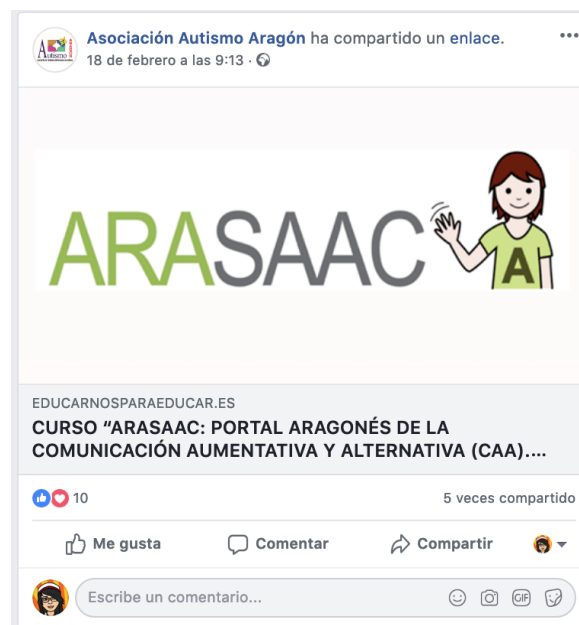 Asociación Autismo Aragón ha compartido un enlace.
18 de febrero a las 9:13 ·
ARASAAC
A
EDUCARNOSPARAEDUCAR.ES
CURSO “ARASAAC: PORTAL ARAGONÉS DE LA
COMUNICACIÓN AUMENTATIVA Y ALTERNATIVA (CAA)....
10
5 veces compartido
Me gusta
Comentar
Compartir
Escribe un comentario...
GIF